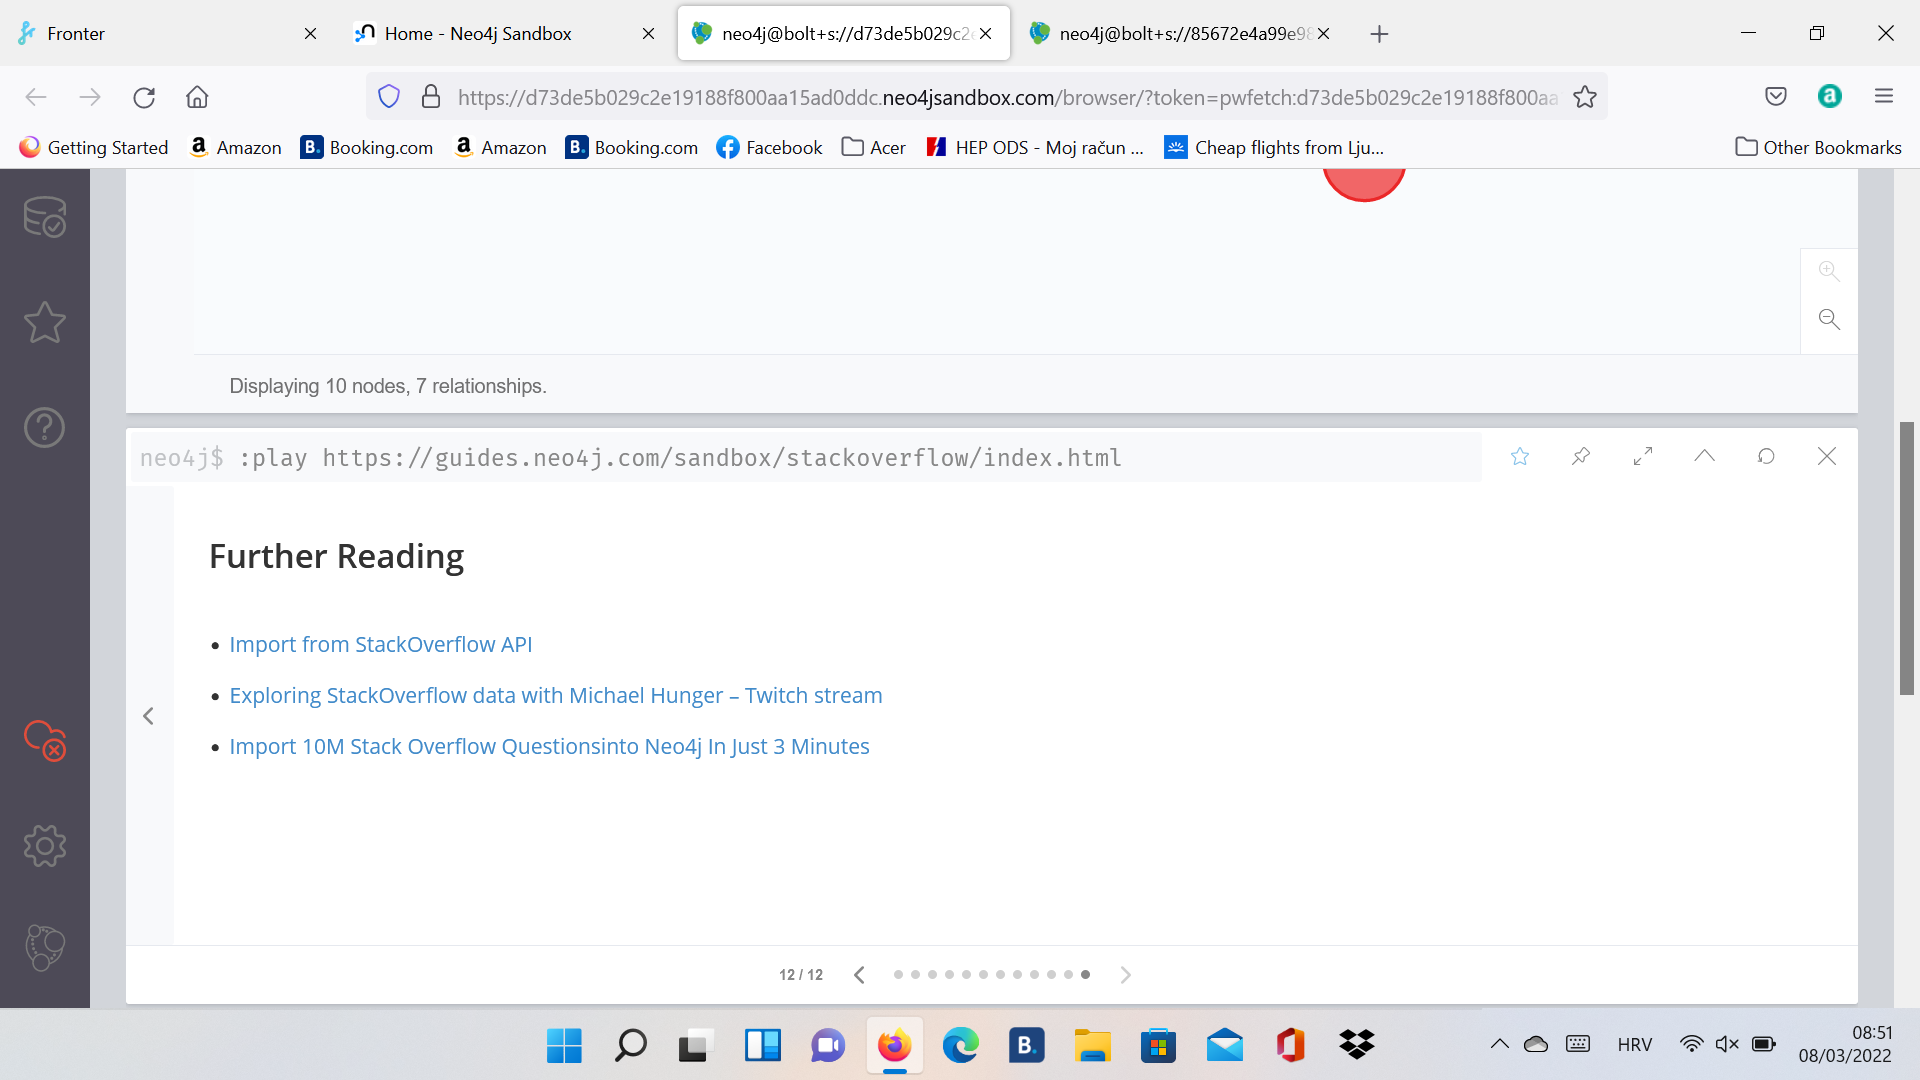 Fronter
Home - Neo4j Sandbox
neo4j@bolt+s://d73de5b029c2e
neo4j@bolt+s://85672e4a99e98
https://d73de5b029c2e19188f800aa15ad0ddc.neo4jsandbox.com/browser/?token=pwfetch:d73de5b029c2e19188f800aa
Getting Started
Amazon
Booking.com
Amazon
Booking.com
Facebook
Acer
HEP ODS - Moj račun ...
Cheap flights from Lju...
Other Bookmarks
Displaying 10 nodes, 7 relationships.
neo4j$ :play https://guides.neo4j.com/sandbox/stackoverflow/index.html
Further Reading
• Import from StackOverflow API
• Exploring StackOverflow data with Michael Hunger – Twitch stream
• Import 10M Stack Overflow Questionsinto Neo4j In Just 3 Minutes
12 / 12
HRV
08:51
08/03/2022